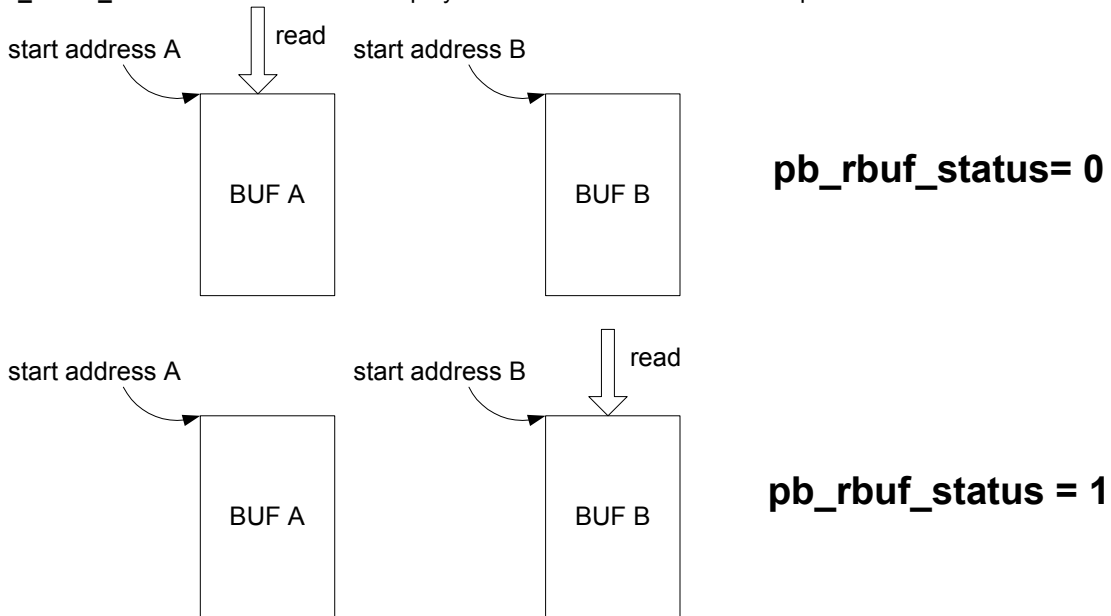 start address A
read
start address B
BUF A
BUF B
pb_rbuf_status= 0
start address A
start address B
read
BUF A
BUF B
pb_rbuf_status = 1